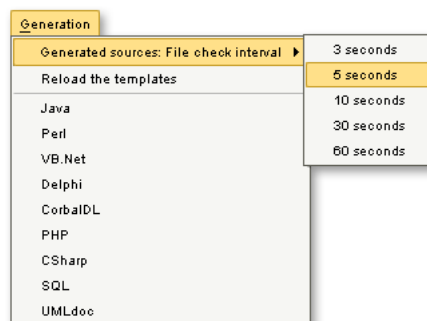 Generation
Generated sources: File check interval
3 seconds
5 seconds
10 seconds
30 seconds
60 seconds
Reload the templates
Java
Perl
VB.Net
Delphi
CorbaIDL
PHP
CSharp
SQL
UMLdoc